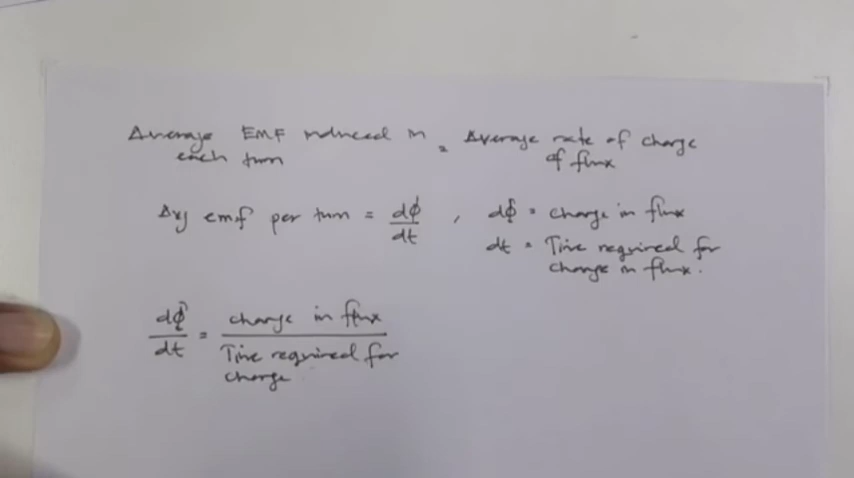 Average EMF induced in each turn = Average rate of change of flux
Avg emf per turn = dϕ/dt , dϕ = change in flux
dt = Time required for change in flux.
dϕ/dt = change in flux / Time required for change